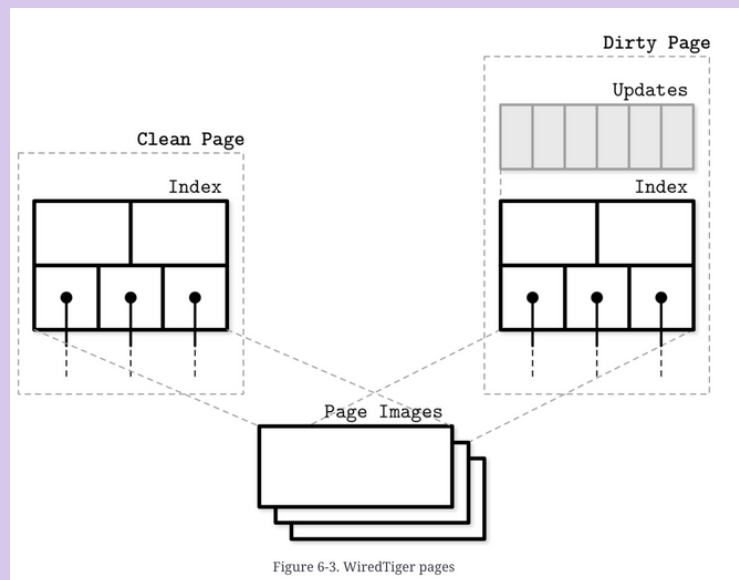 Dirty Page
Updates
Clean Page
Index
Index
Page Images
Figure 6-3. WiredTiger pages